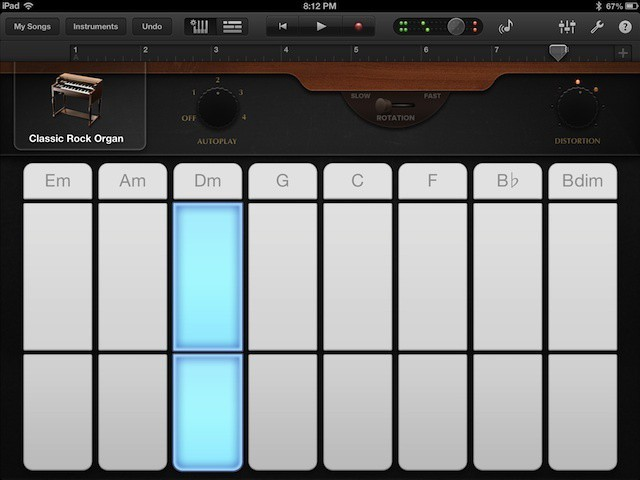 iPad 8:12 PM 67%
My Songs Instruments Undo ?
1 2 3 4 5 6 7 8 +
Classic Rock Organ
OFF 1 2 3 4
AUTOPLAY
SLOW FAST
ROTATION
DISTORTION
Em Am Dm G C F B♭ Bdim